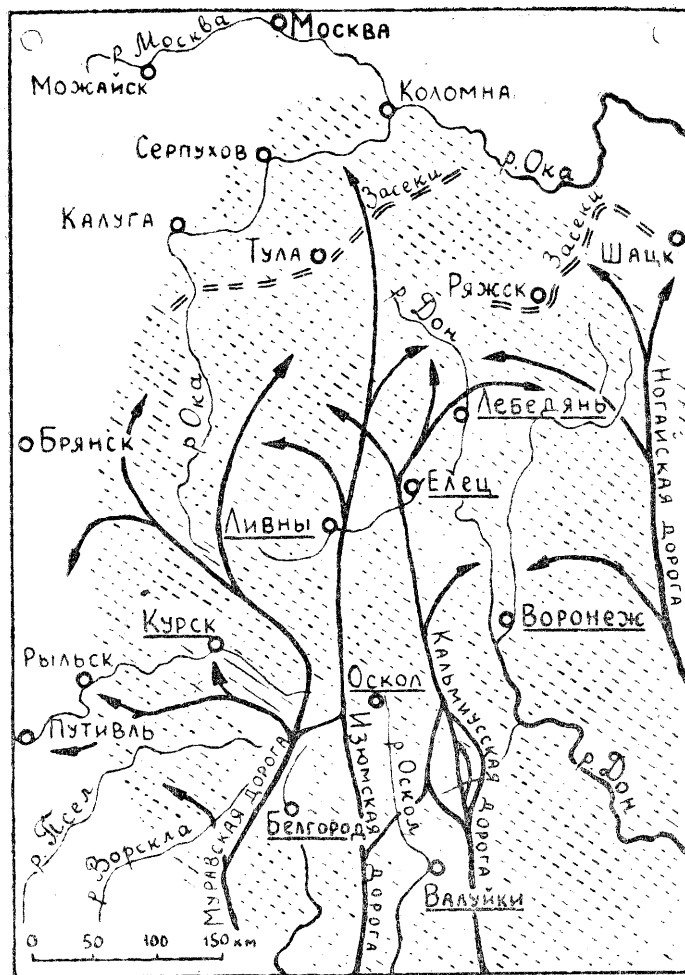 р. Москва
Москва
Можайск
Коломна
Серпухов
р. Ока
Засеки
Засеки
Калуга
Тула
Шацк
Ряжск
р. Дон
р. Ока
Лебедянь
Брянск
Ногайская дорога
Елец
Ливны
Воронеж
Курск
Рыльск
Оскол
Кальмиусская дорога
Путивль
Изюмская дорога
р. Оскол
р. Дон
р. Псел
р. Ворскла
Муравская дорога
Белгород
Валуйки
0 50 100 150 км